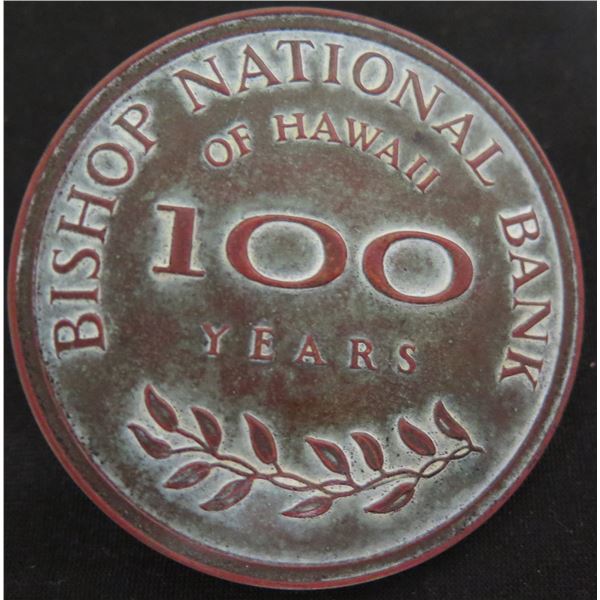 BISHOP NATIONAL BANK
OF HAWAII
100
YEARS